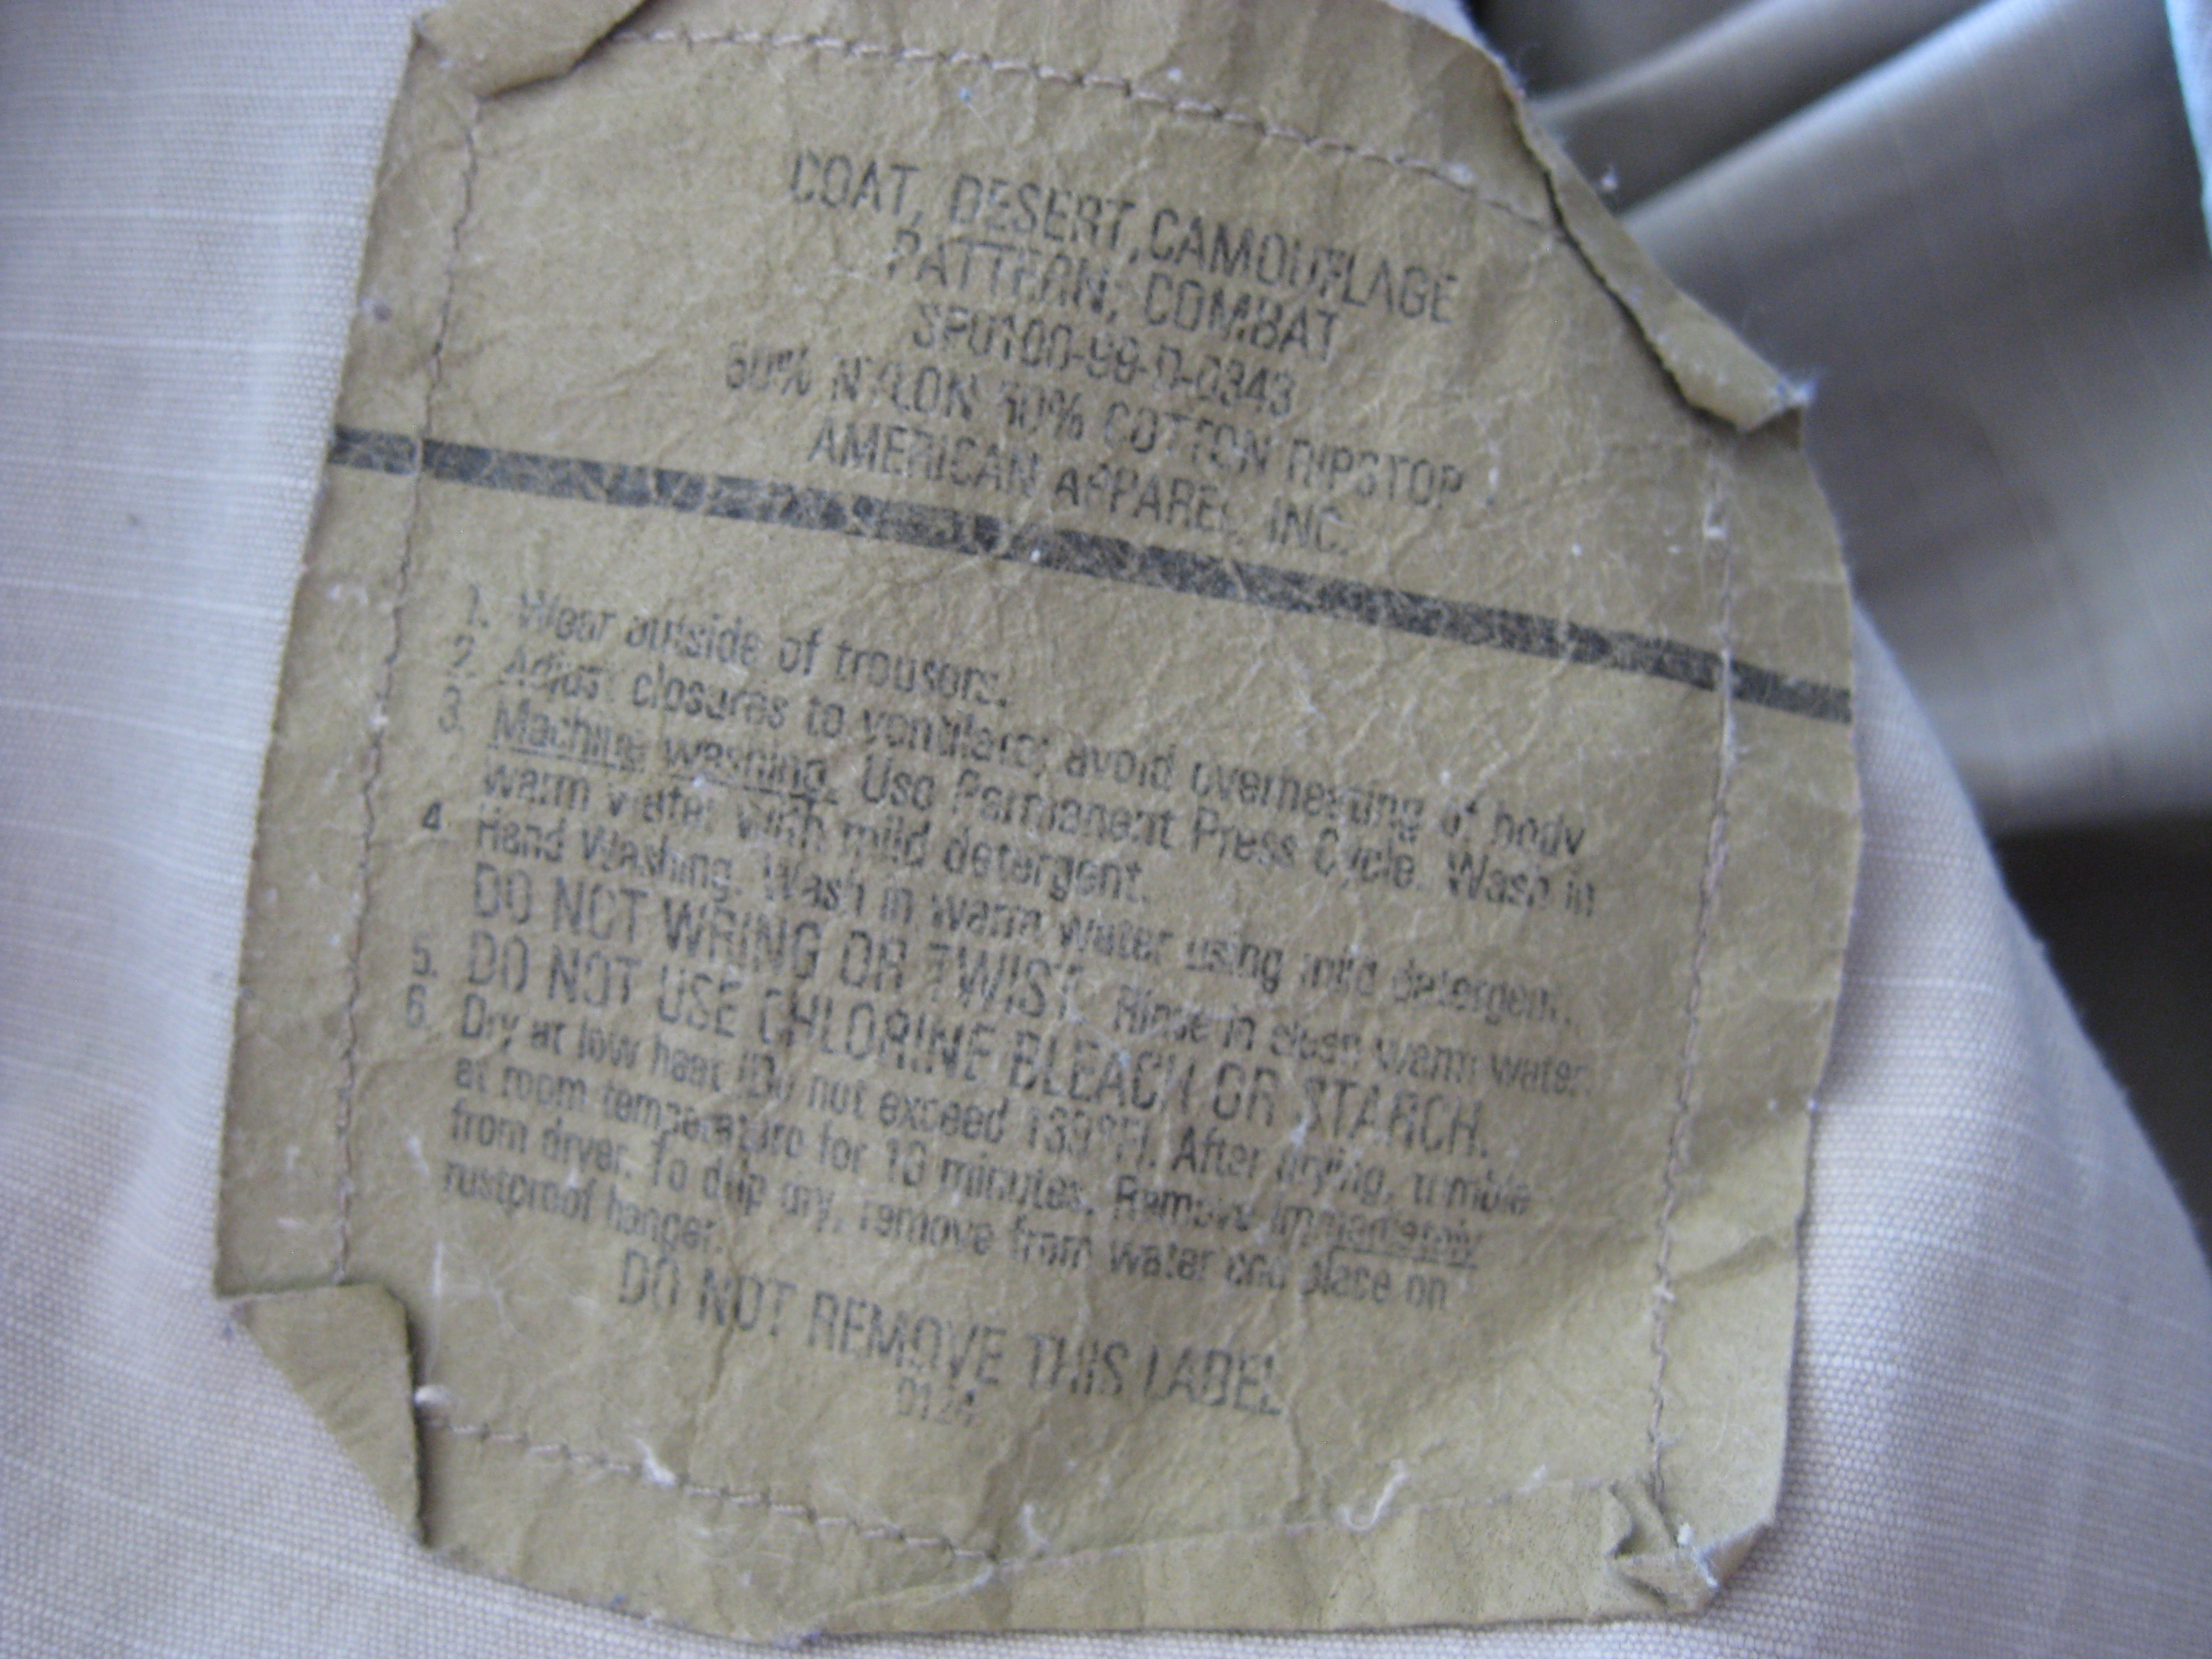 COAT, DESERT, CAMOUFLAGE
PATTERN, COMBAT
SP0100-99-D-0343
50% NYLON 50% COTTON RIPSTOP
AMERICAN APPAREL INC.
1. Wear outside of trousers.
2. Adjust closures to ventilate; avoid overheating of body
3. Machine washing. Use Permanent Press Cycle. Wash in
warm water with mild detergent.
4. Hand Washing. Wash in warm water using mild detergent.
DO NOT WRING OR TWIST. Rinse in clean warm water.
5. DO NOT USE CHLORINE BLEACH OR STARCH.
6. Dry at low heat (Do not exceed After drying, tumble
at room temperature for 10 minutes. Remove immediately
from dryer. To drip dry, remove from water and place on
rustproof hanger.
DO NOT REMOVE THIS LABEL